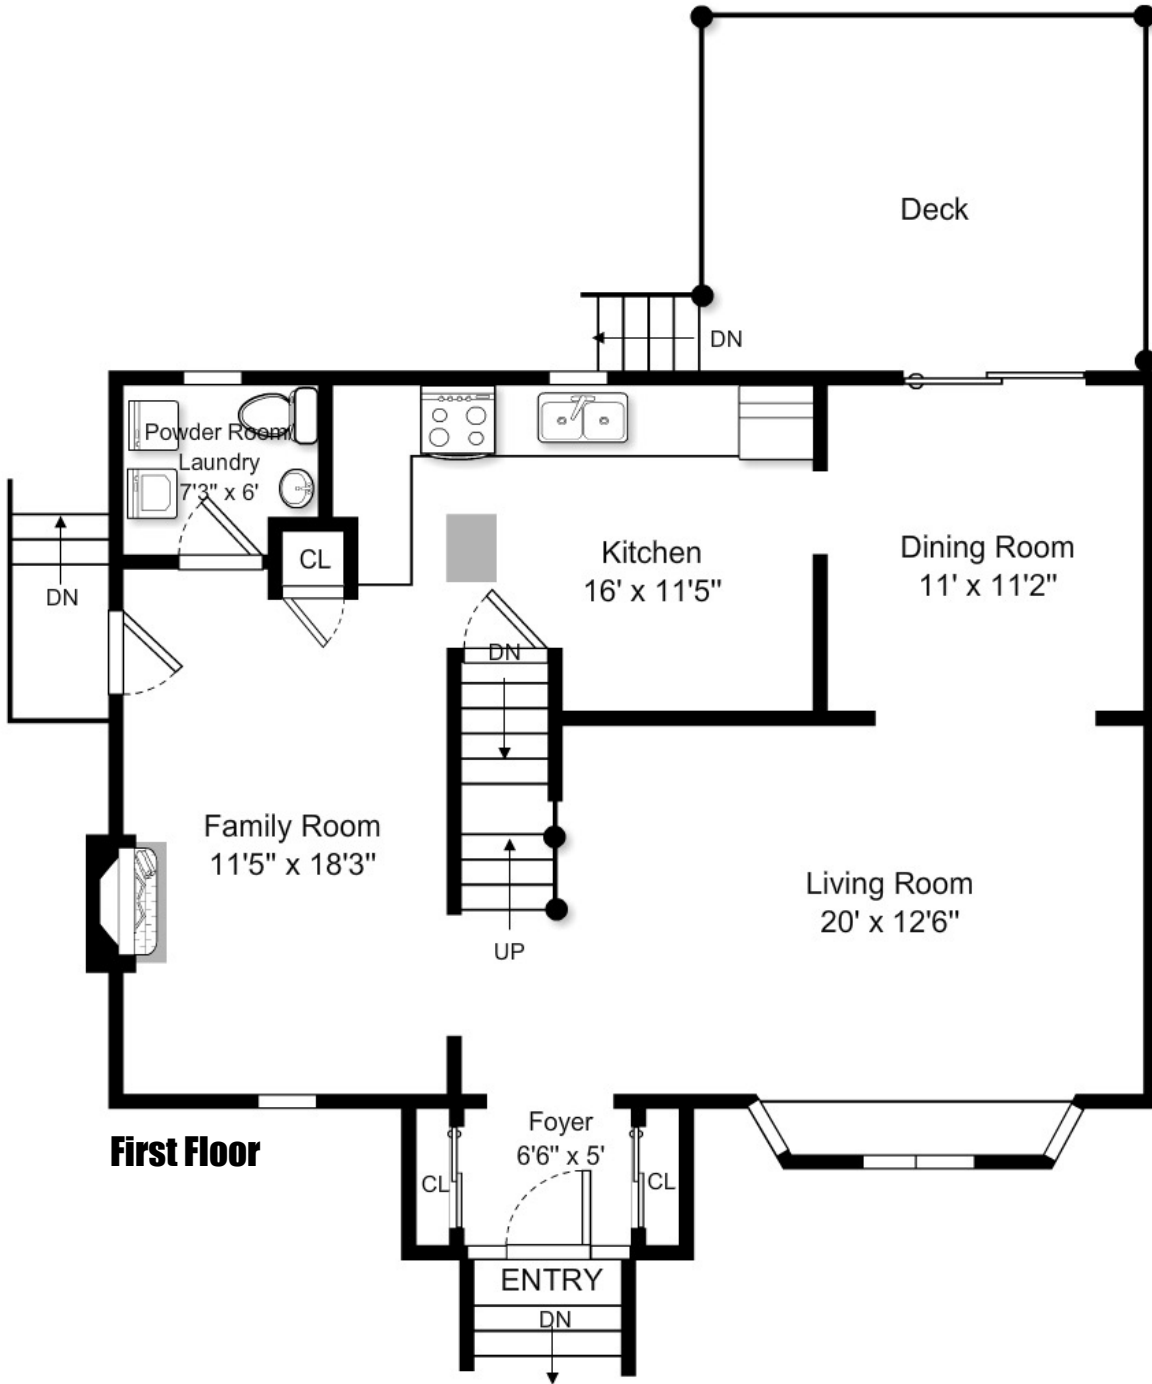 Deck
DN
Powder Room/
Laundry
7'3" x 6'
CL
Kitchen
16' x 11'5"
Dining Room
11' x 11'2"
DN
DN
Family Room
11'5" x 18'3"
Living Room
20' x 12'6"
UP
First Floor
Foyer
6'6" x 5'
CL
CL
ENTRY
DN